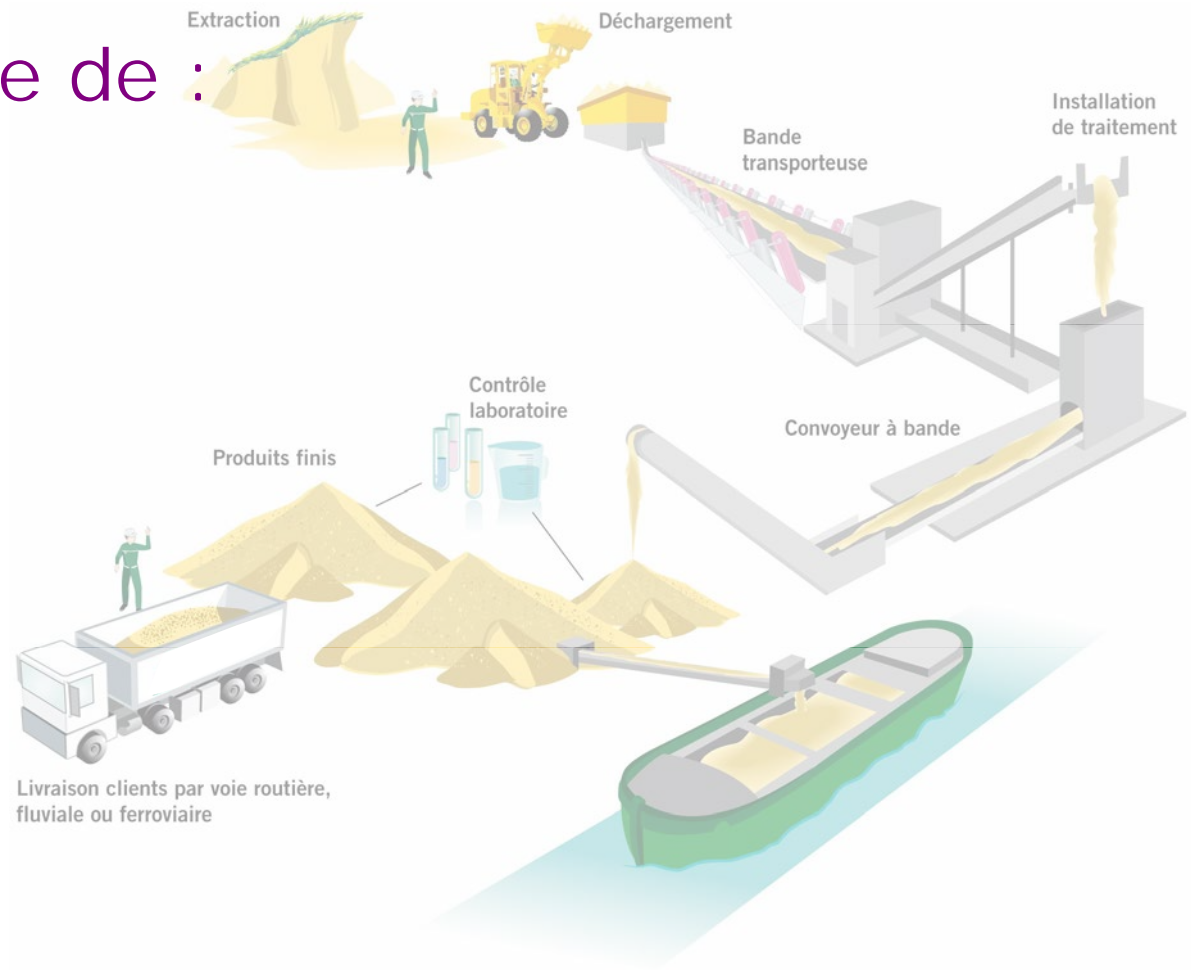 Extraction
Déchargement
e de :
Installation
de traitement
Bande
transporteuse
Contrôle
laboratoire
Convoyeur à bande
Produits finis
Livraison clients par voie routière,
fluviale ou ferroviaire